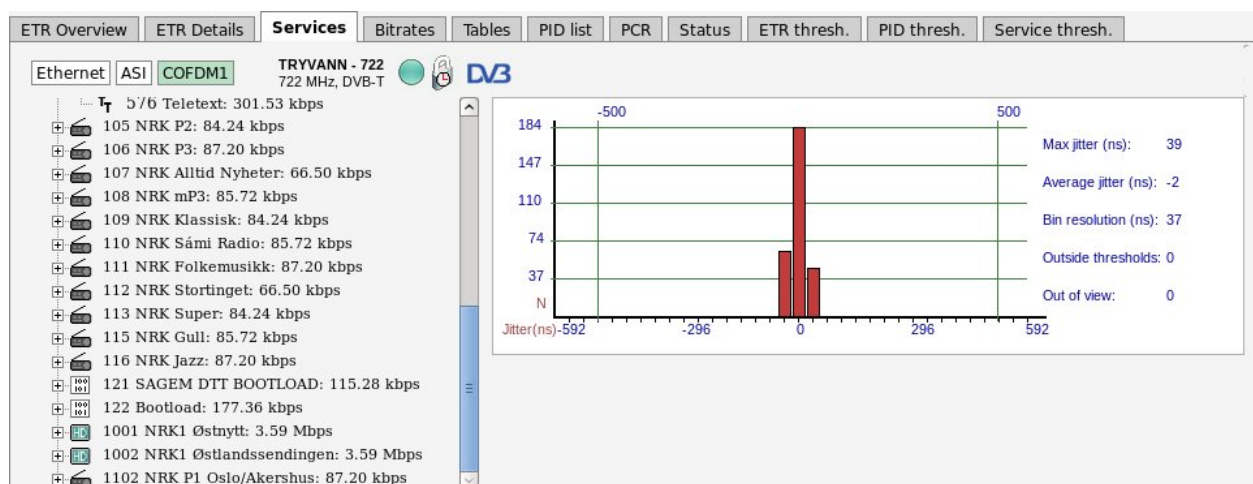 ETR Overview ETR Details Services Bitrates Tables PID list PCR Status ETR thresh. PID thresh. Service thresh.
Ethernet ASI COFDM1 TRYVANN - 722 DVB
722 MHz, DVB-T
576 Teletext: 301.53 kbps
105 NRK P2: 84.24 kbps
106 NRK P3: 87.20 kbps
107 NRK Alltid Nyheter: 66.50 kbps
108 NRK mP3: 85.72 kbps
109 NRK Klassisk: 84.24 kbps
110 NRK Sámi Radio: 85.72 kbps
111 NRK Folkemusikk: 87.20 kbps
112 NRK Stortinget: 66.50 kbps
113 NRK Super: 84.24 kbps
115 NRK Gull: 85.72 kbps
116 NRK Jazz: 87.20 kbps
121 SAGEM DTT BOOTLOAD: 115.28 kbps
122 Bootload: 177.36 kbps
HD 1001 NRK1 Østnytt: 3.59 Mbps
HD 1002 NRK1 Østlandssendingen: 3.59 Mbps
1102 NRK P1 Oslo/Akershus: 87.20 kbps
-500 500
184
147
110
74
37
N
Jitter(ns) -592 -296 0 296 592
Max jitter (ns): 39
Average jitter (ns): -2
Bin resolution (ns): 37
Outside thresholds: 0
Out of view: 0